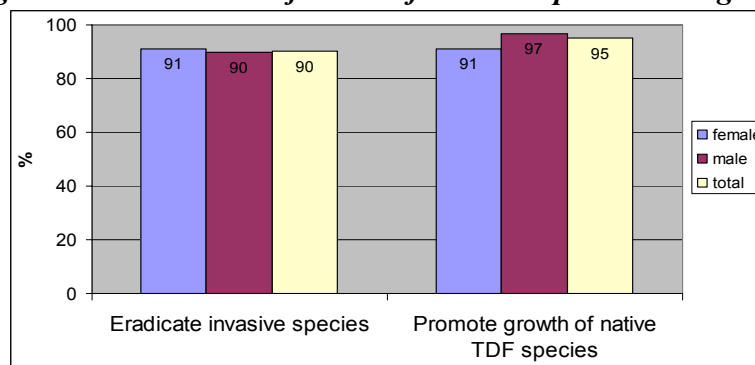 100
80
60
40
20
0
%
91
90
90
91
97
95
Eradicate invasive species
Promote growth of native
TDF species
female
male
total